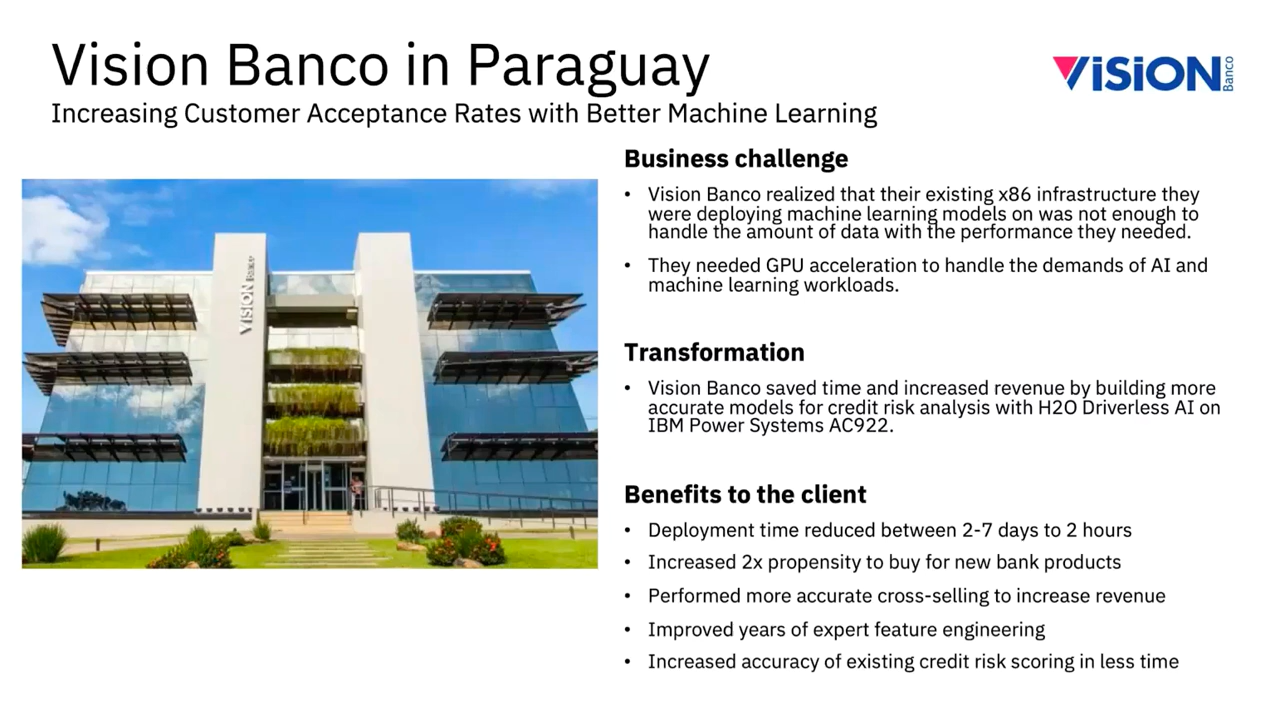 Vision Banco in Paraguay
Increasing Customer Acceptance Rates with Better Machine Learning
VISION Banco
VISION Banco
Business challenge
• Vision Banco realized that their existing x86 infrastructure they
were deploying machine learning models on was not enough to
handle the amount of data with the performance they needed.
• They needed GPU acceleration to handle the demands of AI and
machine learning workloads.
Transformation
• Vision Banco saved time and increased revenue by building more
accurate models for credit risk analysis with H2O Driverless AI on
IBM Power Systems AC922.
Benefits to the client
• Deployment time reduced between 2-7 days to 2 hours
• Increased 2x propensity to buy for new bank products
• Performed more accurate cross-selling to increase revenue
• Improved years of expert feature engineering
• Increased accuracy of existing credit risk scoring in less time